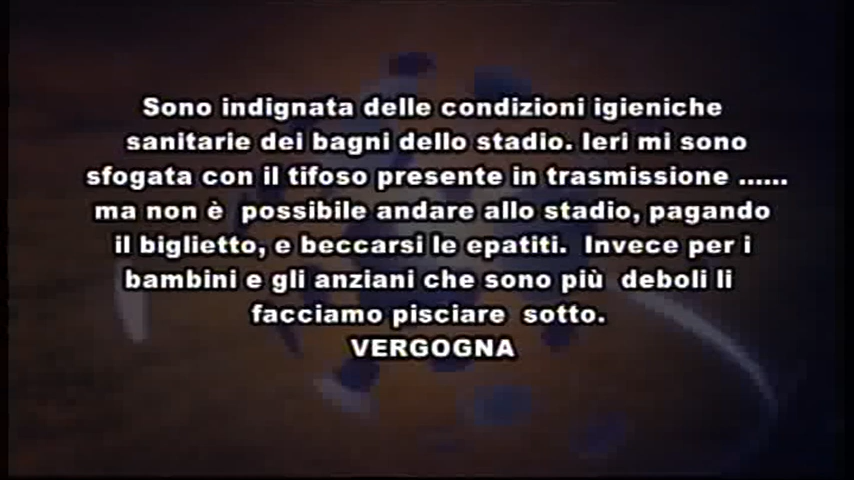 Sono indignata delle condizioni igieniche
sanitarie dei bagni dello stadio. Ieri mi sono
sfogata con il tifoso presente in trasmissione ......
ma non è possibile andare allo stadio, pagando
il biglietto, e beccarsi le epatiti. Invece per i
bambini e gli anziani che sono più deboli li
facciamo pisciare sotto.
VERGOGNA